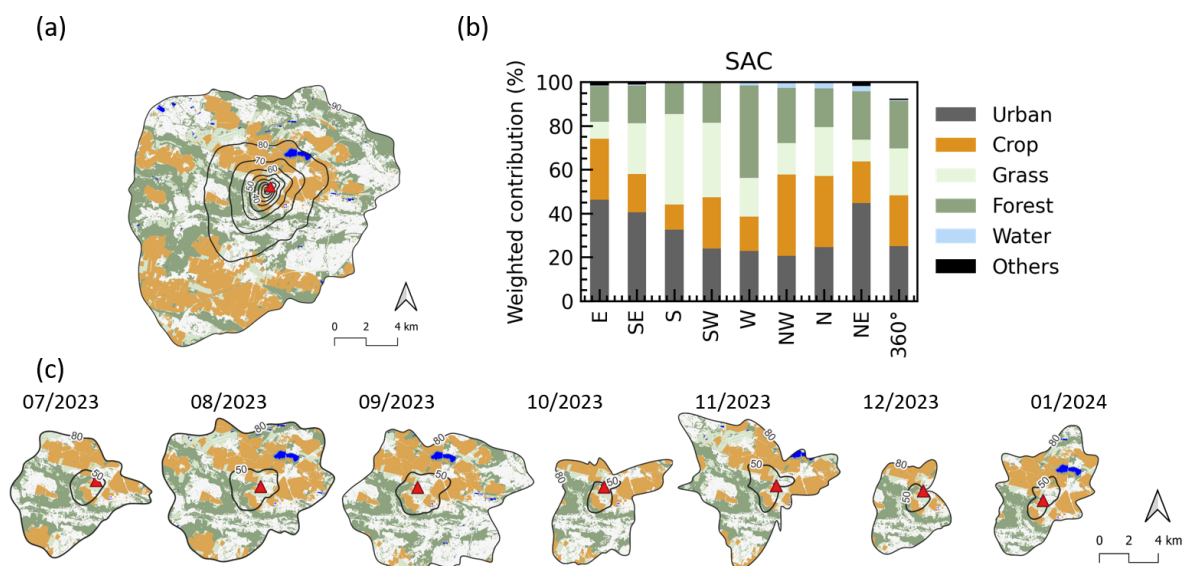 (a)
(b)
SAC
Weighted contribution (%)
100
80
60
40
20
0
E
SE
S
SW
W
NW
N
NE
360°
Urban
Crop
Grass
Forest
Water
Others
90
80
70
60
50
40
0 2 4 km
(c)
07/2023
08/2023
09/2023
10/2023
11/2023
12/2023
01/2024
80
50
80
50
80
50
80
50
80
50
80
50
80
50
0 2 4 km